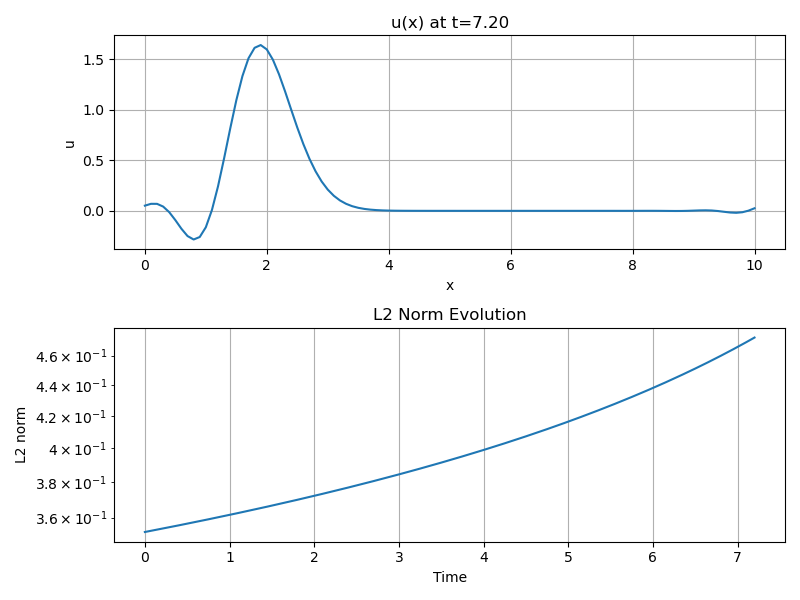 u(x) at t=7.20
u
1.5
1.0
0.5
0.0
0 2 4 6 8 10
x
L2 Norm Evolution
L2 norm
4.6 × 10⁻¹
4.4 × 10⁻¹
4.2 × 10⁻¹
4 × 10⁻¹
3.8 × 10⁻¹
3.6 × 10⁻¹
0 1 2 3 4 5 6 7
Time